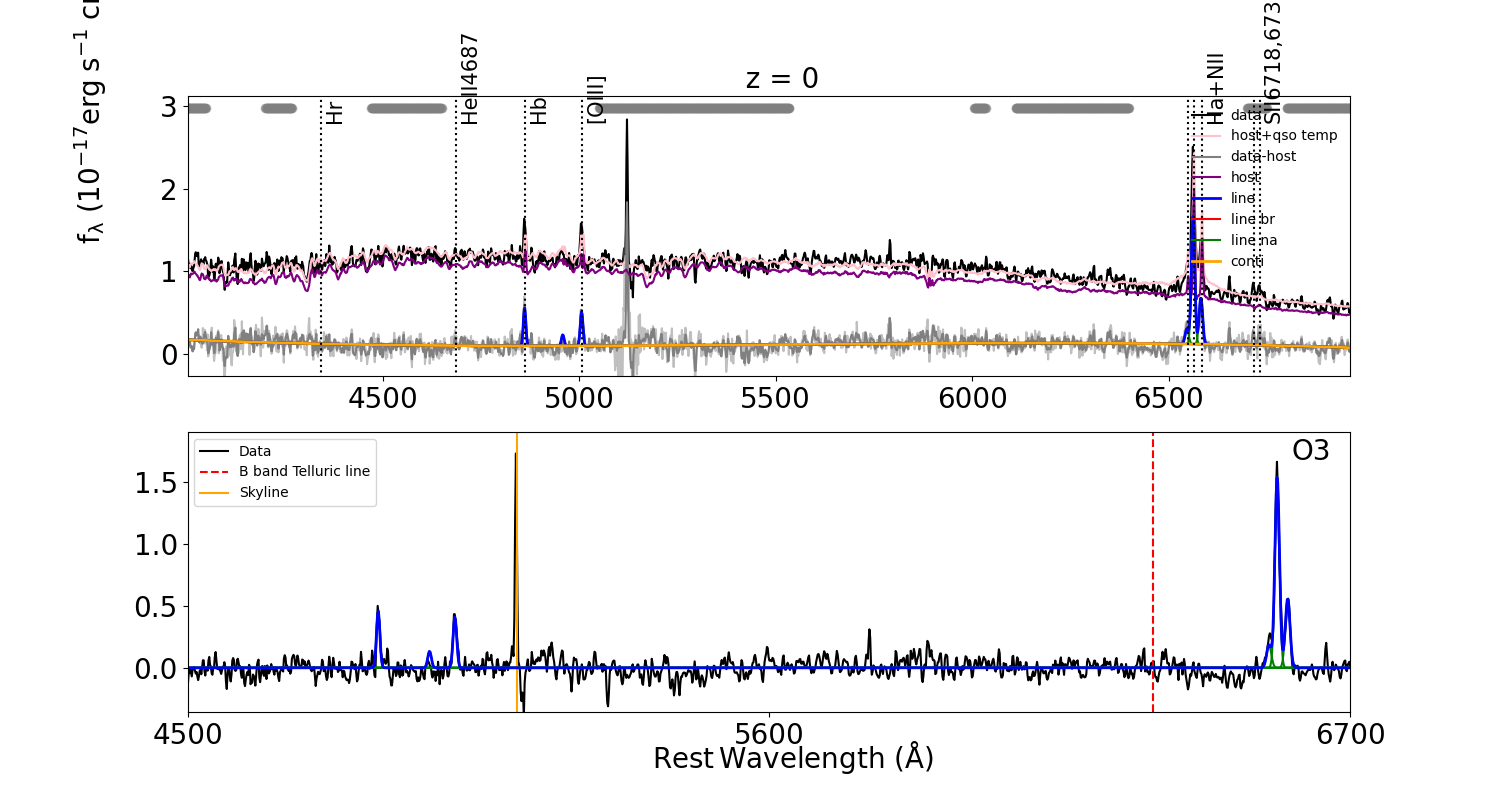 z = 0
fλ (10⁻¹⁷erg s⁻¹ c
3
2
1
0
Hr
HeII4687
Hb
[OIII]
Ha+NII
SII6718,673
data
host+qso temp
data-host
host
line
line br
line na
conti
4500 5000 5500 6000 6500
Data
B band Telluric line
Skyline
O3
1.5
1.0
0.5
0.0
4500 5600 6700
Rest Wavelength (Å)